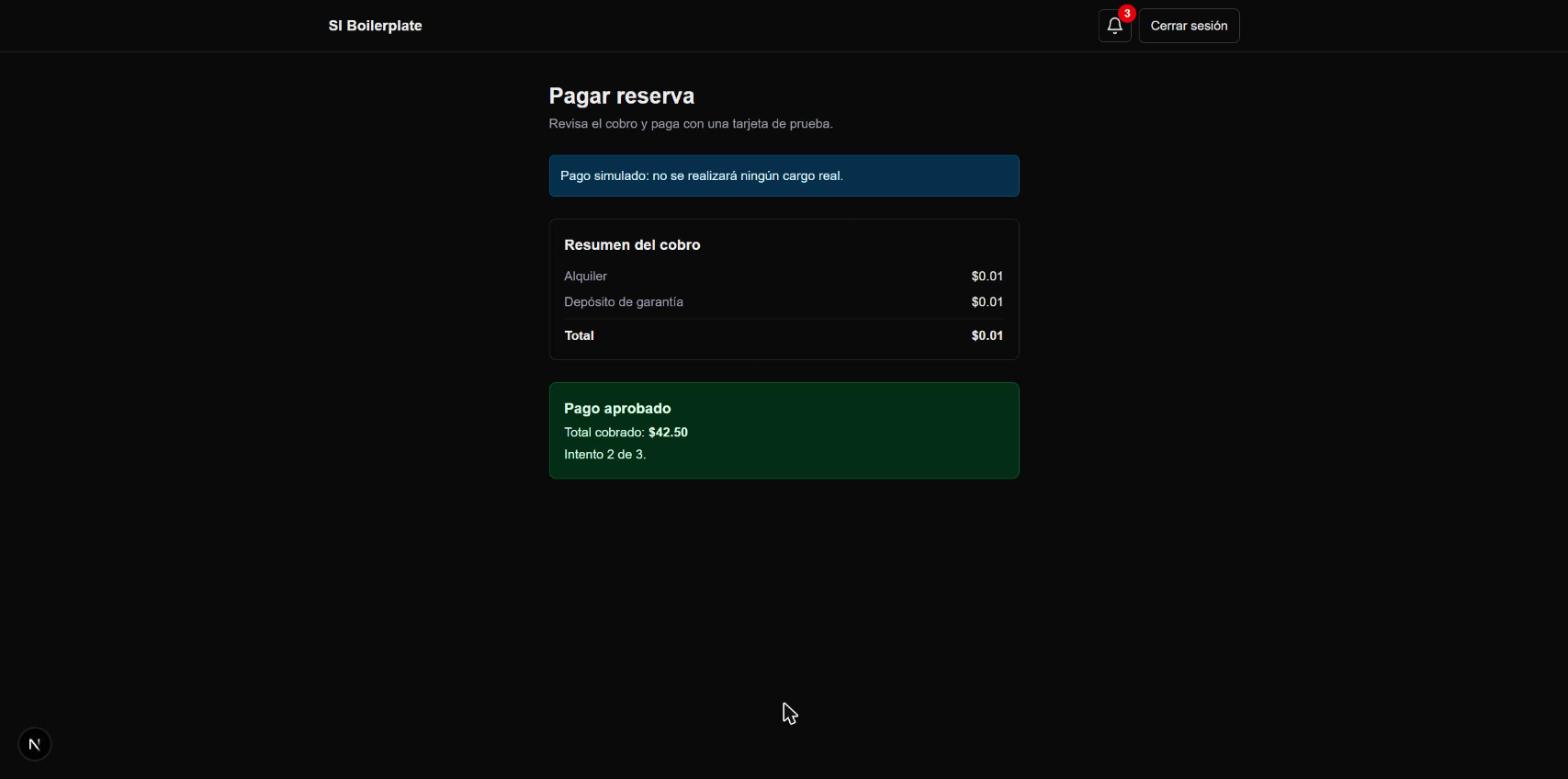 SI Boilerplate
3
Cerrar sesión
Pagar reserva
Revisa el cobro y paga con una tarjeta de prueba.
Pago simulado: no se realizará ningún cargo real.
Resumen del cobro
Alquiler $0.01
Depósito de garantía $0.01
Total $0.01
Pago aprobado
Total cobrado: $42.50
Intento 2 de 3.
N